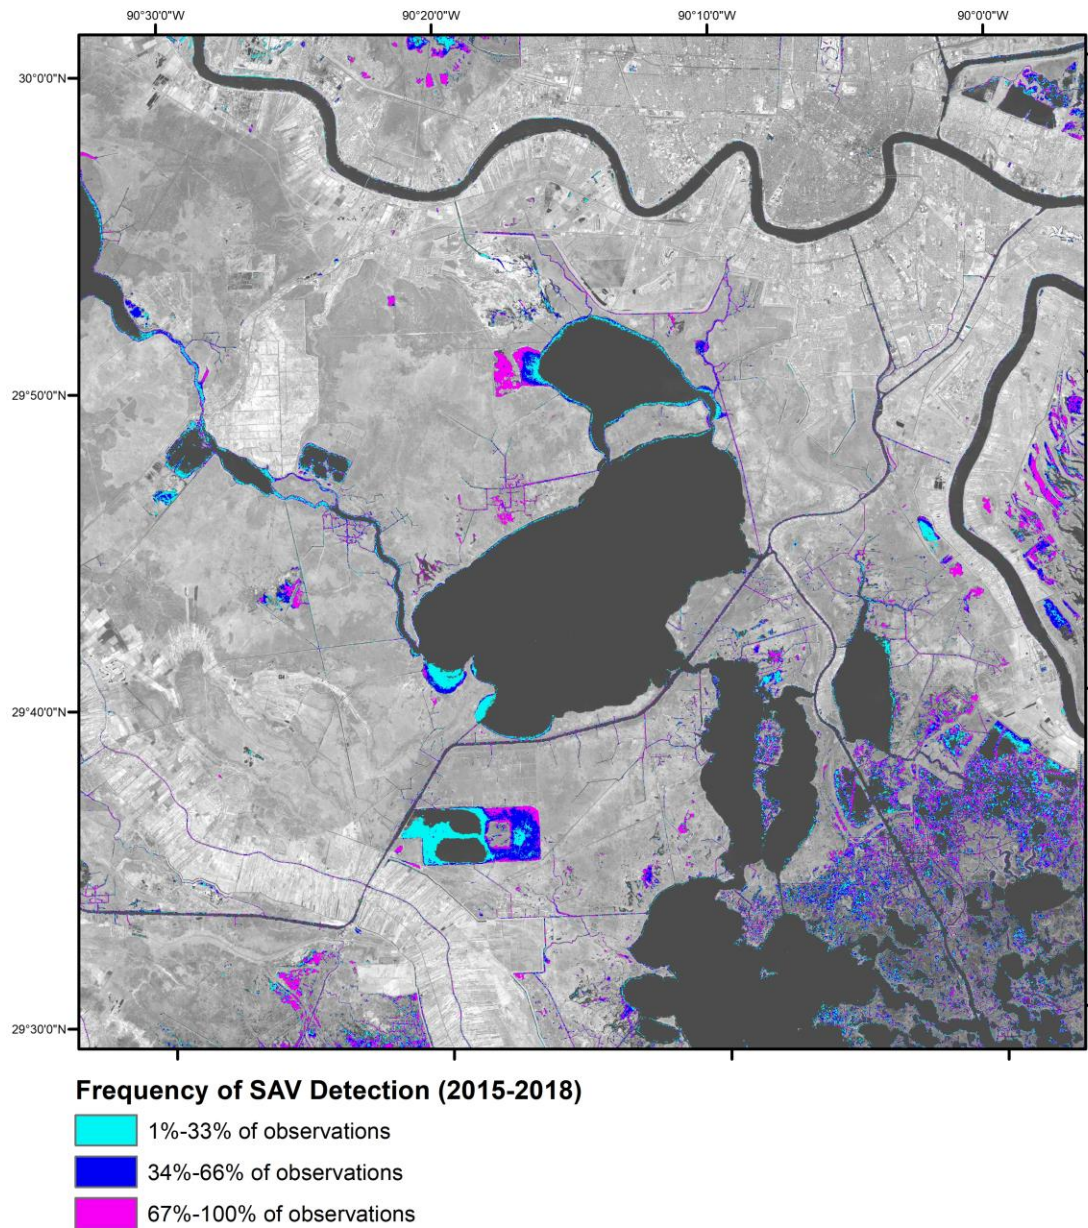 90°30'0"W 90°20'0"W 90°10'0"W 90°0'0"W
30°0'0"N
29°50'0"N
29°40'0"N
29°30'0"N
Frequency of SAV Detection (2015-2018)
1%-33% of observations
34%-66% of observations
67%-100% of observations